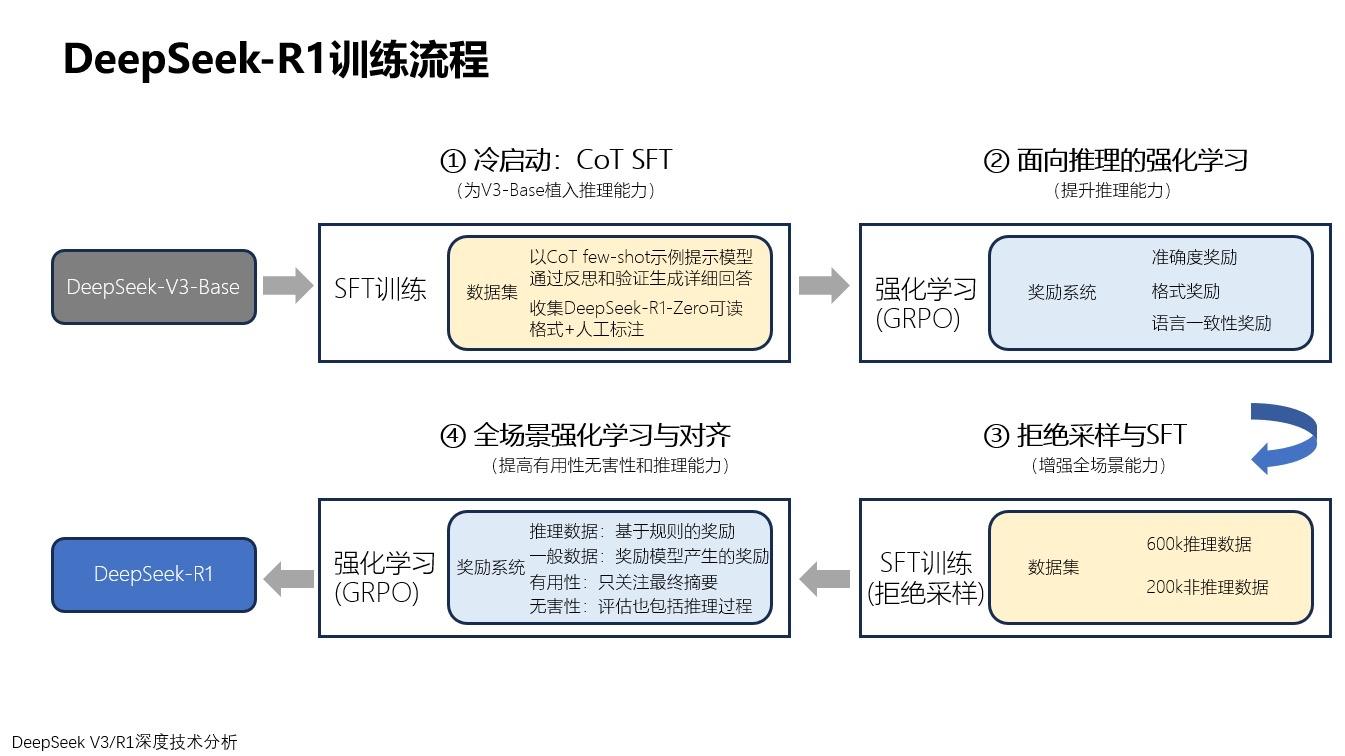 DeepSeek-R1训练流程
① 冷启动：CoT SFT
（为V3-Base植入推理能力）
② 面向推理的强化学习
（提升推理能力）
DeepSeek-V3-Base
SFT训练
数据集
以CoT few-shot示例提示模型
通过反思和验证生成详细回答
收集DeepSeek-R1-Zero可读
格式+人工标注
强化学习
(GRPO)
奖励系统
准确度奖励
格式奖励
语言一致性奖励
④ 全场景强化学习与对齐
（提高有用性无害性和推理能力）
③ 拒绝采样与SFT
（增强全场景能力）
DeepSeek-R1
强化学习
(GRPO)
奖励系统
推理数据：基于规则的奖励
一般数据：奖励模型产生的奖励
有用性：只关注最终摘要
无害性：评估也包括推理过程
SFT训练
(拒绝采样)
数据集
600k推理数据
200k非推理数据
DeepSeek V3/R1深度技术分析